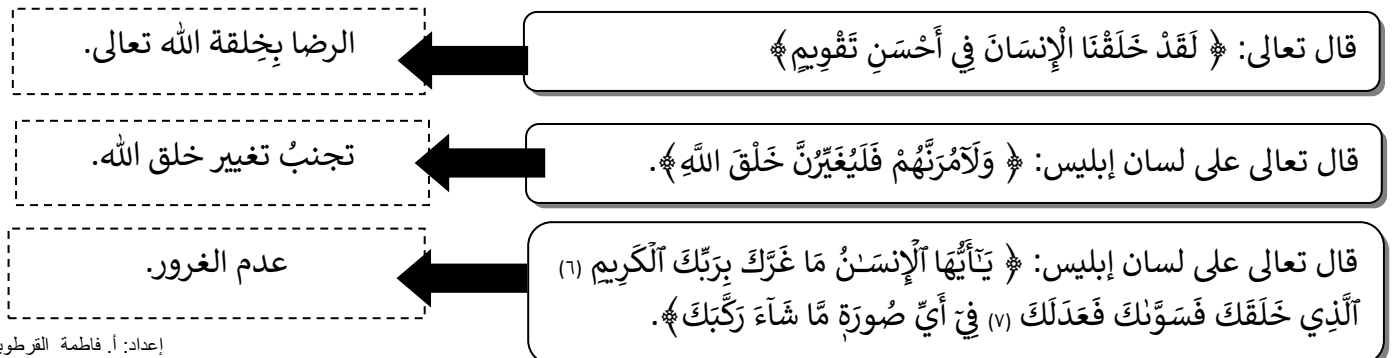 قال تعالى: ﴿ لَقَدْ خَلَقْنَا الْإِنسَانَ فِي أَحْسَنِ تَقْوِيمٍ﴾
الرضا بِخِلقة الله تعالى.
قال تعالى على لسان إبليس: ﴿ وَلَآمُرَنَّهُمْ فَلَيُغَيِّرُنَّ خَلْقَ اللَّهِ﴾.
تجنبُ تغيير خلق الله.
قال تعالى على لسان إبليس: ﴿ يَـٰٓأَيُّهَا ٱلْإِنسَـٰنُ مَا غَرَّكَ بِرَبِّكَ ٱلْكَرِيمِ (٦)
ٱلَّذِي خَلَقَكَ فَسَوَّىٰكَ فَعَدَلَكَ (٧) فِيٓ أَيِّ صُورَةٖ مَّا شَآءَ رَكَّبَكَ﴾.
عدم الغرور.
إعداد: أ. فاطمة القرطوبي